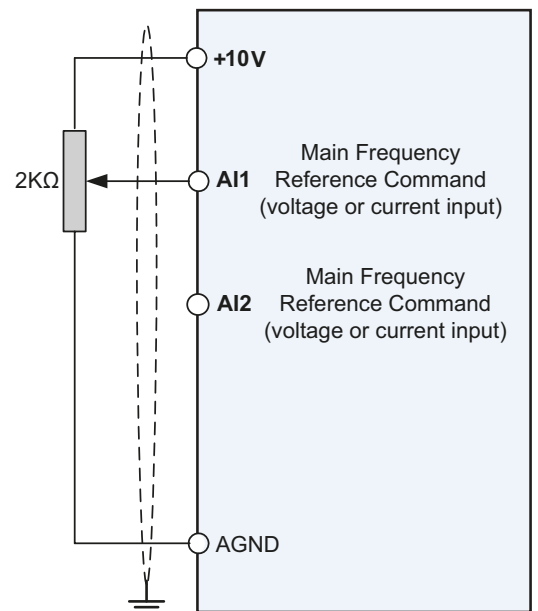 +10V
2KΩ
AI1
Main Frequency
Reference Command
(voltage or current input)
AI2
Main Frequency
Reference Command
(voltage or current input)
AGND